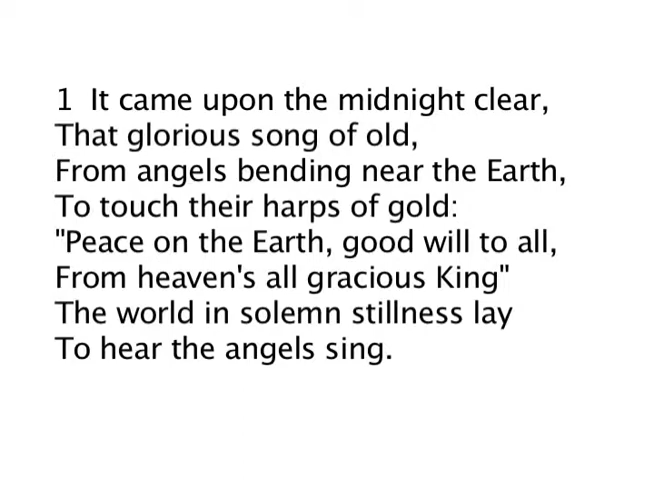 1 It came upon the midnight clear,
That glorious song of old,
From angels bending near the Earth,
To touch their harps of gold:
"Peace on the Earth, good will to all,
From heaven's all gracious King"
The world in solemn stillness lay
To hear the angels sing.